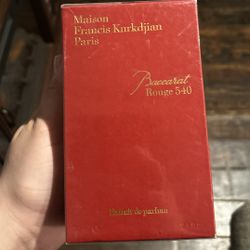 Maison
Francis Kurkdjian
Paris
Baccarat
Rouge 540
Extrait de parfum